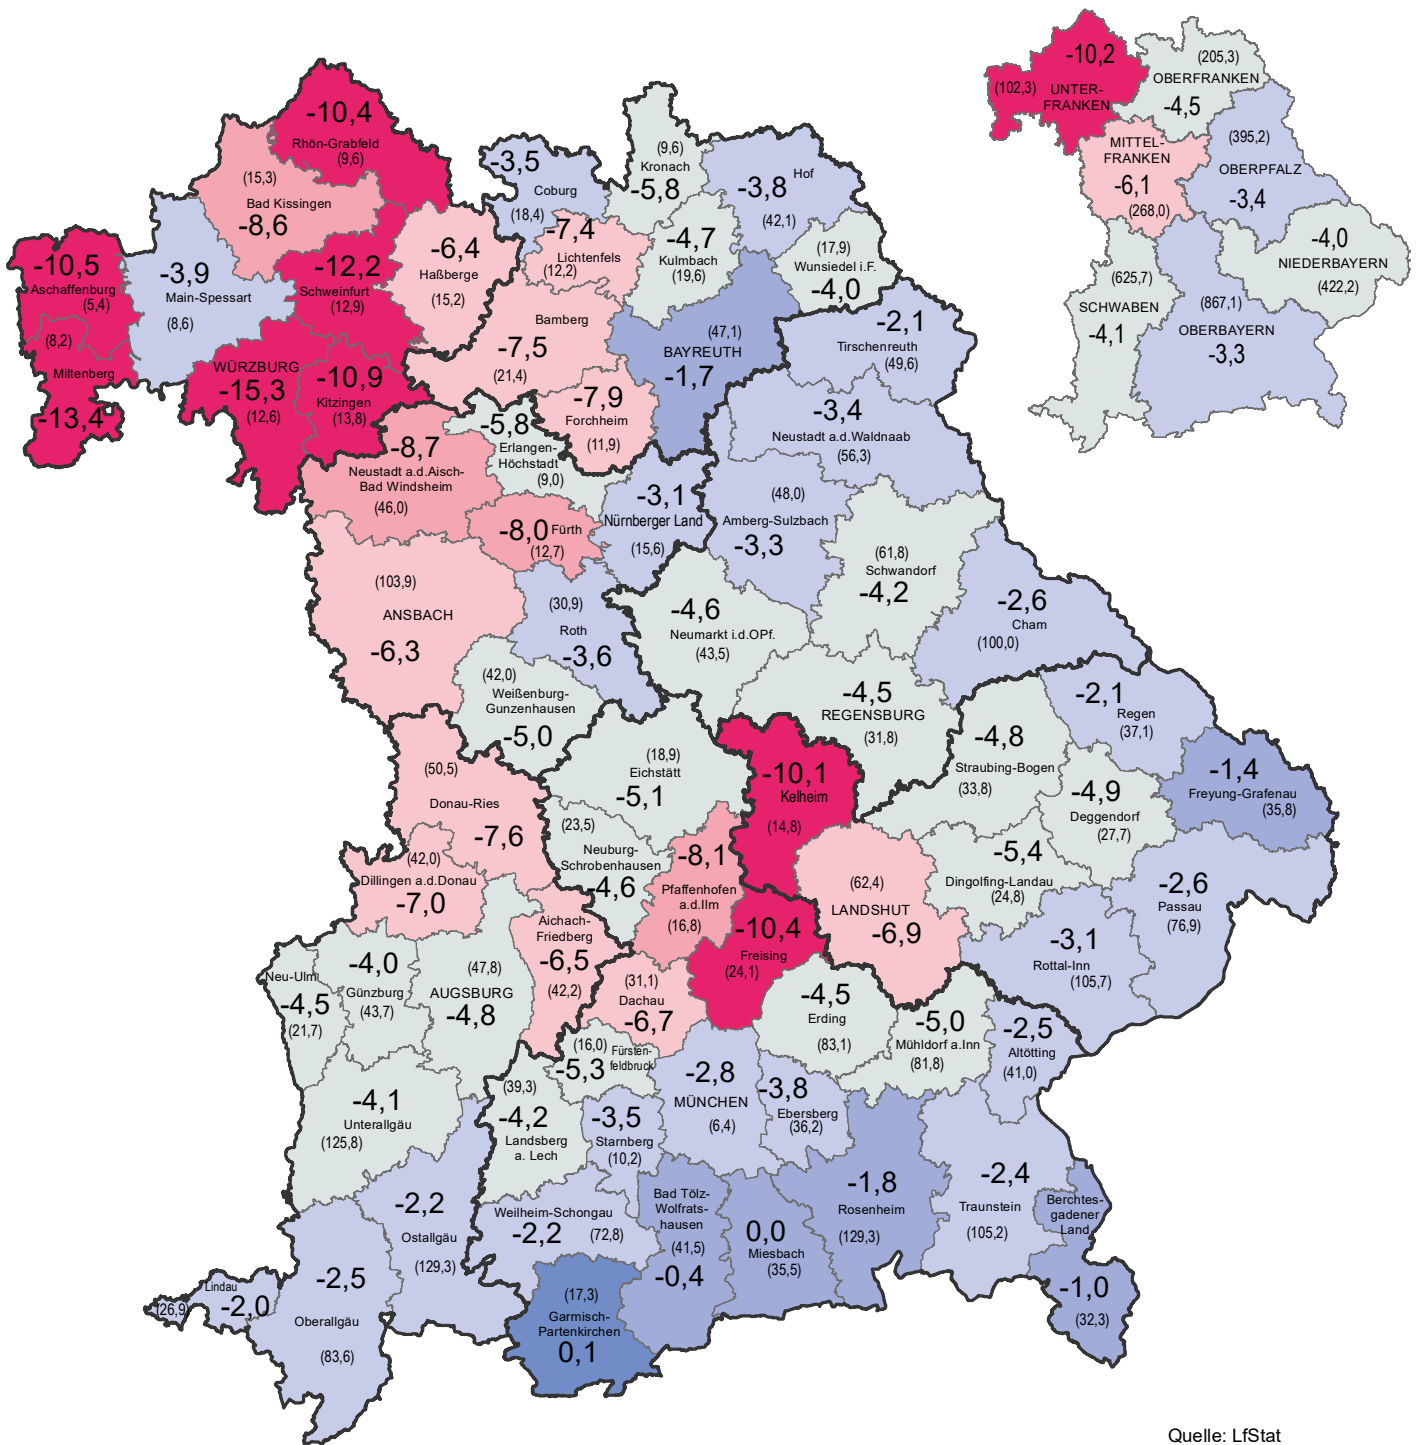 -10,4
Rhön-Grabfeld
(9,6)
(15,3)
Bad Kissingen
-8,6
-10,5
Aschaffenburg
(5,4)
(8,2)
Miltenberg
-13,4
-3,9
Main-Spessart
(8,6)
-12,2
Schweinfurt
(12,9)
-6,4
Haßberge
(15,2)
WÜRZBURG
-15,3
(12,6)
-10,9
Kitzingen
(13,8)
-3,5
Coburg
(18,4)
-7,4
Lichtenfels
(12,2)
(9,6)
Kronach
-5,8
-4,7
Kulmbach
(19,6)
-3,8
Hof
(42,1)
(17,9)
Wunsiedel i.F.
-4,0
Bamberg
-7,5
(21,4)
(47,1)
BAYREUTH
-1,7
-7,9
Forchheim
(11,9)
-2,1
Tirschenreuth
(49,6)
-3,4
Neustadt a.d.Waldnaab
(56,3)
-8,7
Neustadt a.d.Aisch-
Bad Windsheim
(46,0)
-5,8
Erlangen-
Höchstadt
(9,0)
-8,0
Fürth
(12,7)
-3,1
Nürnberger Land
(15,6)
(48,0)
Amberg-Sulzbach
-3,3
(61,8)
Schwandorf
-4,2
(103,9)
ANSBACH
-6,3
(30,9)
Roth
-3,6
-4,6
Neumarkt i.d.OPf.
(43,5)
-2,6
Cham
(100,0)
(42,0)
Weißenburg-
Gunzenhausen
-5,0
-4,5
REGENSBURG
(31,8)
-2,1
Regen
(37,1)
-4,8
Straubing-Bogen
(33,8)
-1,4
Freyung-Grafenau
(35,8)
(50,5)
Donau-Ries
-7,6
(18,9)
Eichstätt
-5,1
-10,1
Kelheim
(14,8)
-4,9
Deggendorf
(27,7)
(23,5)
Neuburg-
Schrobenhausen
-4,6
-8,1
Pfaffenhofen
a.d.Ilm
(16,8)
(42,0)
Dillingen a.d.Donau
-7,0
-5,4
Dingolfing-Landau
(24,8)
(62,4)
LANDSHUT
-6,9
-2,6
Passau
(76,9)
Aichach-
Friedberg
-6,5
(42,2)
-10,4
Freising
(24,1)
-3,1
Rottal-Inn
(105,7)
Neu-Ulm
-4,5
(21,7)
-4,0
Günzburg
(43,7)
(47,8)
AUGSBURG
-4,8
(31,1)
Dachau
-6,7
-4,5
Erding
(83,1)
-5,0
Mühldorf a.Inn
(81,8)
-2,5
Altötting
(41,0)
(16,0)
Fürsten-
feldbruck
-5,3
-4,1
Unterallgäu
(125,8)
(39,3)
-4,2
Landsberg
a. Lech
-3,5
Starnberg
(10,2)
-2,8
MÜNCHEN
(6,4)
-3,8
Ebersberg
(36,2)
-2,2
Ostallgäu
(129,3)
Weilheim-Schongau
-2,2
(72,8)
Bad Tölz-
Wolfrats-
hausen
(41,5)
-0,4
0,0
Miesbach
(35,5)
-1,8
Rosenheim
(129,3)
-2,4
Traunstein
(105,2)
Berchtes-
gadener
Land
-1,0
(32,3)
Lindau
-2,0
(26,9)
-2,5
Oberallgäu
(83,6)
(17,3)
Garmisch-
Partenkirchen
0,1
-10,2
(102,3)
UNTER-
FRANKEN
(205,3)
OBERFRANKEN
-4,5
MITTEL-
FRANKEN
-6,1
(268,0)
(395,2)
OBERPFALZ
-3,4
-4,0
NIEDERBAYERN
(422,2)
(625,7)
SCHWABEN
-4,1
(867,1)
OBERBAYERN
-3,3
Quelle: LfStat